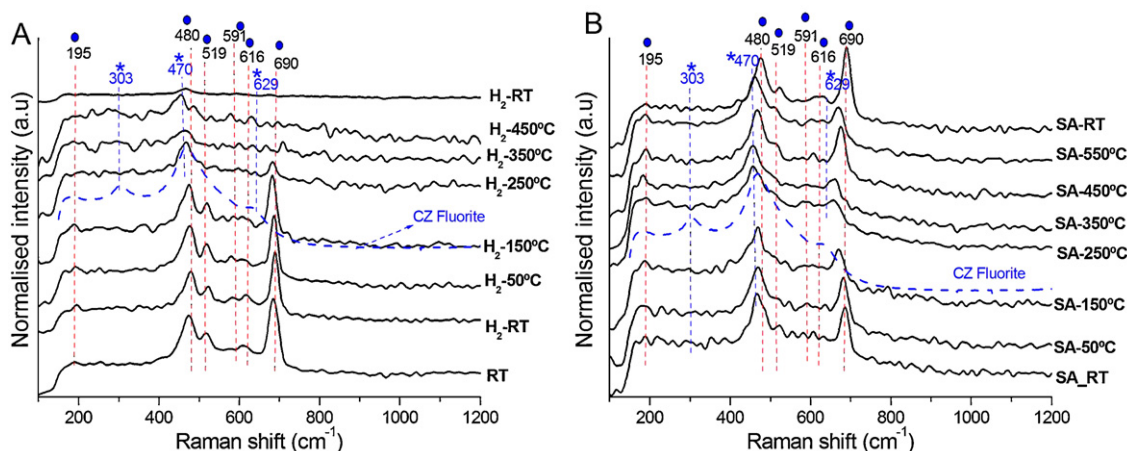 A
195
480
519
591
616
690
*303
*470
*629
H₂-RT
H₂-450ºC
H₂-350ºC
H₂-250ºC
CZ Fluorite
H₂-150ºC
H₂-50ºC
H₂-RT
RT
Normalised intensity (a.u)
200 400 600 800 1000 1200
Raman shift (cm⁻¹)
B
195
480
519
591
616
690
*303
*470
*629
SA-RT
SA-550ºC
SA-450ºC
SA-350ºC
SA-250ºC
CZ Fluorite
SA-150ºC
SA-50ºC
SA_RT
Normalised intensity (a.u)
200 400 600 800 1000 1200
Raman shift (cm⁻¹)